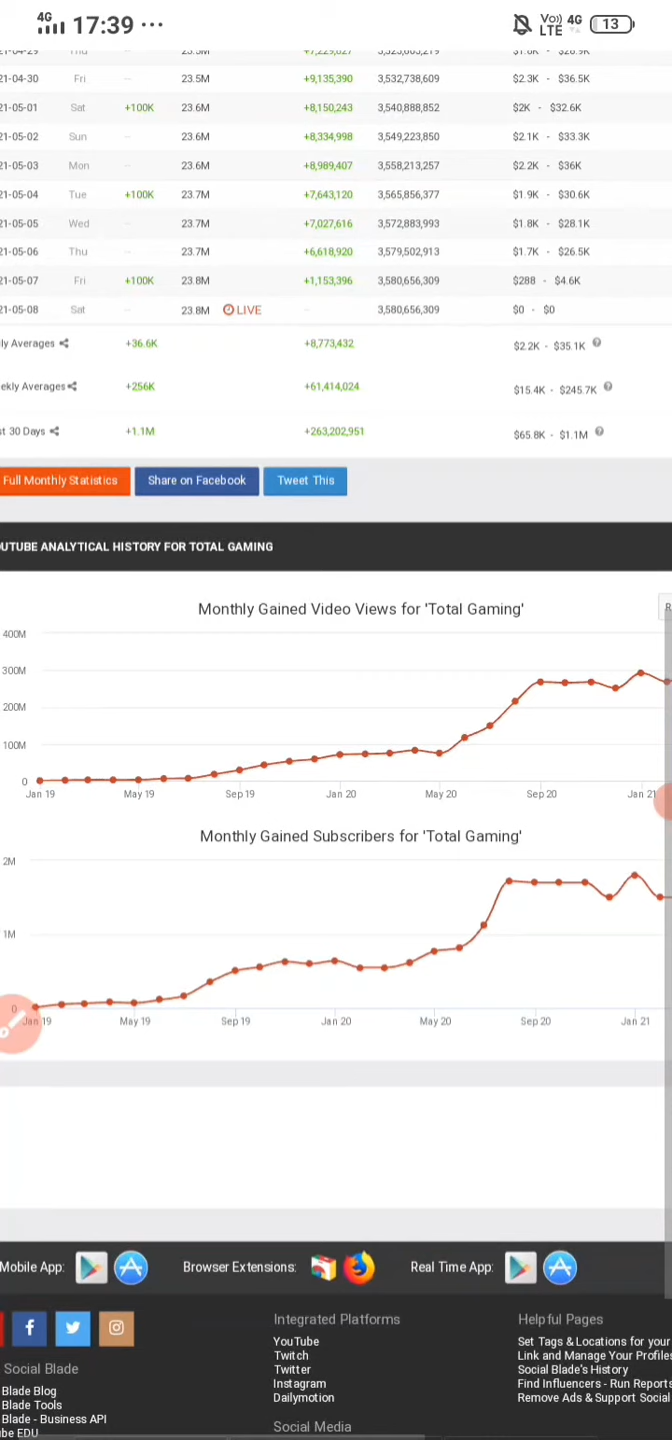 4G 17:39 ··· Vo)) LTE 4G 13
21-04-30 Fri -- 23.5M +9,135,390 3,532,738,609 $2.3K - $36.5K
21-05-01 Sat +100K 23.6M +8,150,243 3,540,888,852 $2K - $32.6K
21-05-02 Sun -- 23.6M +8,334,998 3,549,223,850 $2.1K - $33.3K
21-05-03 Mon -- 23.6M +8,989,407 3,558,213,257 $2.2K - $36K
21-05-04 Tue +100K 23.7M +7,643,120 3,565,856,377 $1.9K - $30.6K
21-05-05 Wed -- 23.7M +7,027,616 3,572,883,993 $1.8K - $28.1K
21-05-06 Thu -- 23.7M +6,618,920 3,579,502,913 $1.7K - $26.5K
21-05-07 Fri +100K 23.8M +1,153,396 3,580,656,309 $288 - $4.6K
21-05-08 Sat -- 23.8M LIVE -- 3,580,656,309 $0 - $0
ly Averages +36.6K +8,773,432 $2.2K - $35.1K
ekly Averages +256K +61,414,024 $15.4K - $245.7K
t 30 Days +1.1M +263,202,951 $65.8K - $1.1M
Full Monthly Statistics Share on Facebook Tweet This
UTUBE ANALYTICAL HISTORY FOR TOTAL GAMING
Monthly Gained Video Views for 'Total Gaming'
400M
300M
200M
100M
0
Jan 19 May 19 Sep 19 Jan 20 May 20 Sep 20 Jan 21
Monthly Gained Subscribers for 'Total Gaming'
2M
1M
0
Jan 19 May 19 Sep 19 Jan 20 May 20 Sep 20 Jan 21
Mobile App: Browser Extensions: Real Time App:
Integrated Platforms
YouTube
Twitch
Twitter
Instagram
Dailymotion
Social Media
Helpful Pages
Set Tags & Locations for your
Link and Manage Your Profile
Social Blade's History
Find Influencers - Run Reports
Remove Ads & Support Social
Social Blade
Blade Blog
Blade Tools
Blade - Business API
be EDU